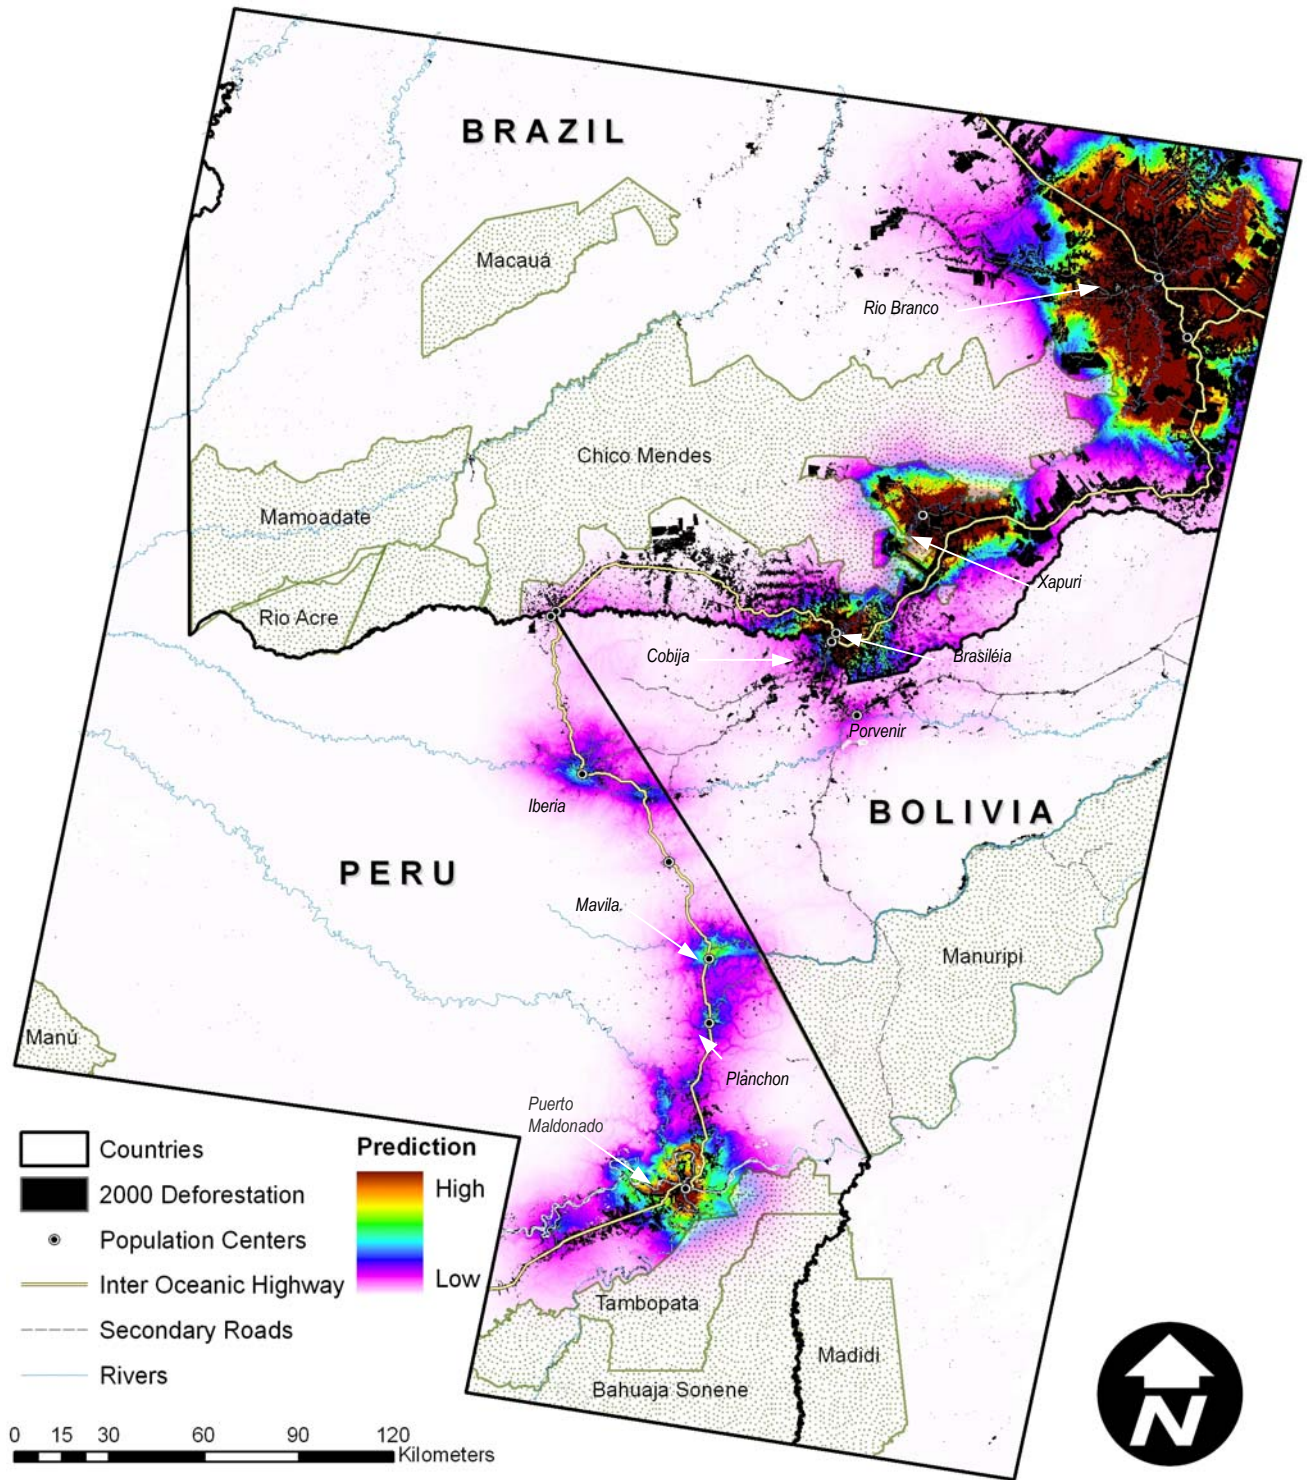 BRAZIL
Macauá
Rio Branco
Chico Mendes
Mamoadate
Xapuri
Rio Acre
Cobija
Brasiléia
Porvenir
Iberia
BOLIVIA
PERU
Mavila.
Manuripi
Manú
Planchon
Puerto
Maldonado
Countries
2000 Deforestation
Population Centers
Inter Oceanic Highway
Secondary Roads
Rivers
Prediction
High
Low
Tambopata
Madidi
Bahuaja Sonene
0 15 30 60 90 120
Kilometers
N